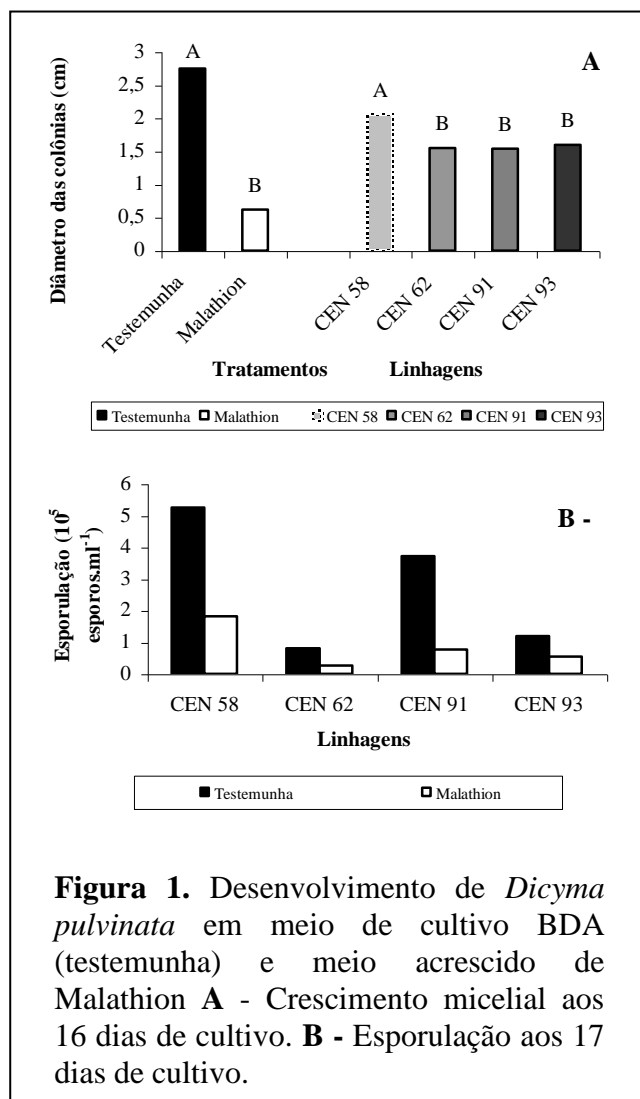 3
2,5
2
1,5
1
0,5
0
Diâmetro das colônias (cm)
A
B
A
B
B
B
A
Testemunha
Malathion
CEN 58
CEN 62
CEN 91
CEN 93
Tratamentos Linhagens
Testemunha Malathion CEN 58 CEN 62 CEN 91 CEN 93
6
5
4
3
2
1
0
Esporulação (10⁵
esporos.ml⁻¹)
B -
CEN 58 CEN 62 CEN 91 CEN 93
Linhagens
Testemunha Malathion
Figura 1. Desenvolvimento de Dicyma
pulvinata em meio de cultivo BDA
(testemunha) e meio acrescido de
Malathion A - Crescimento micelial aos
16 dias de cultivo. B - Esporulação aos 17
dias de cultivo.